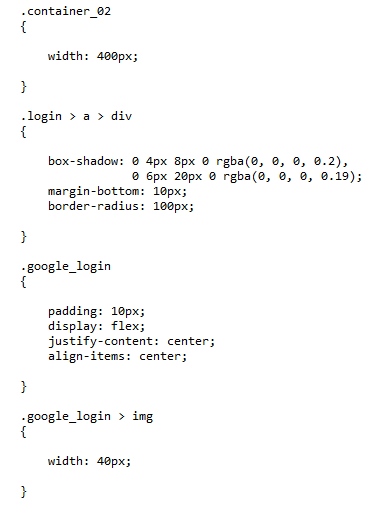 .container_02
{
width: 400px;
}
.login > a > div
{
box-shadow: 0 4px 8px 0 rgba(0, 0, 0, 0.2),
0 6px 20px 0 rgba(0, 0, 0, 0.19);
margin-bottom: 10px;
border-radius: 100px;
}
.google_login
{
padding: 10px;
display: flex;
justify-content: center;
align-items: center;
}
.google_login > img
{
width: 40px;
}